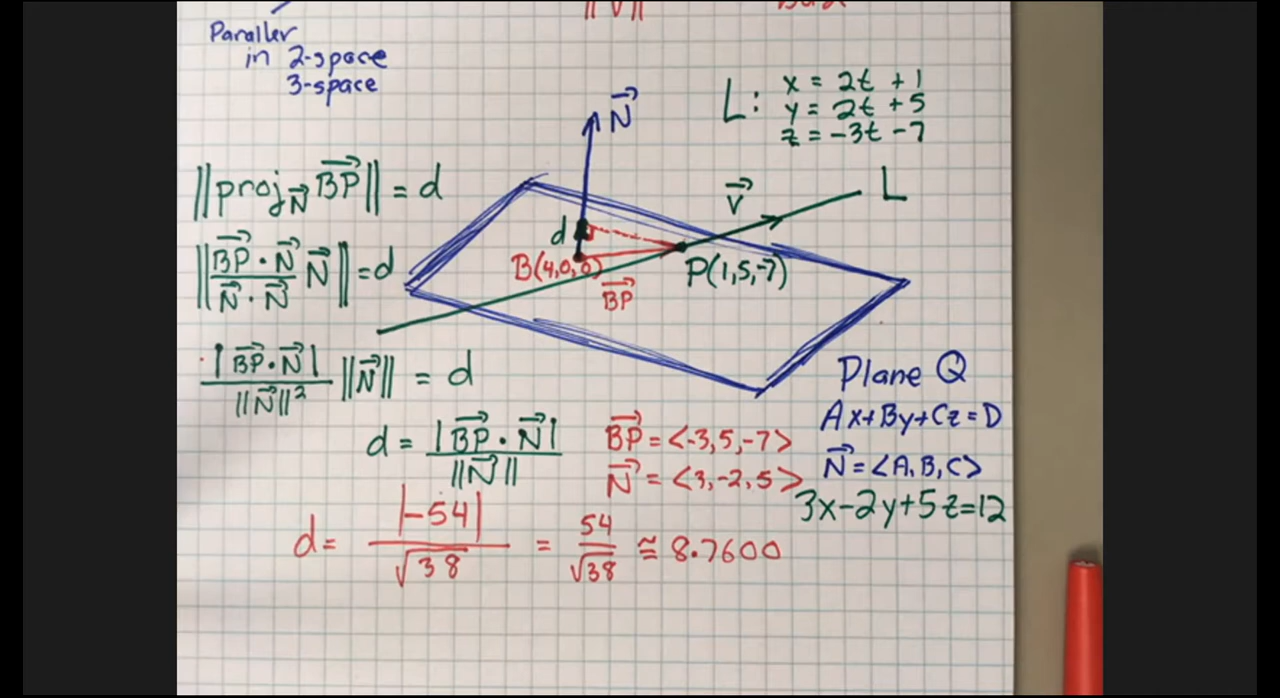 Paraller
in 2-space
3-space
L: x = 2t + 1
y = 2t + 5
z = -3t - 7
N
||proj_N BP|| = d
V
L
d
B(4,0,0)
P(1,5,-7)
BP
||(BP · N)/(N · N) N|| = d
|BP·N|/||N||² ||N|| = d
Plane Q
Ax+By+Cz=D
d = |BP · N|/||N||
BP = <-3,5,-7>
N = <A,B,C>
N = <3,-2,5>
3x-2y+5z=12
d = |-54|/√38 = 54/√38 ≅ 8.7600